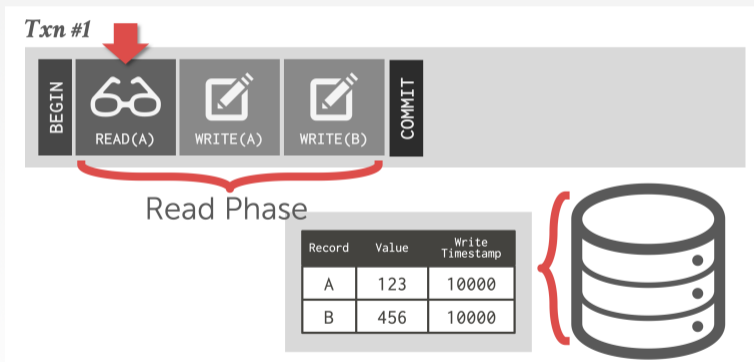 Txn #1
BEGIN
READ(A)
WRITE(A)
WRITE(B)
COMMIT
Read Phase
Record Value Write Timestamp
A 123 10000
B 456 10000